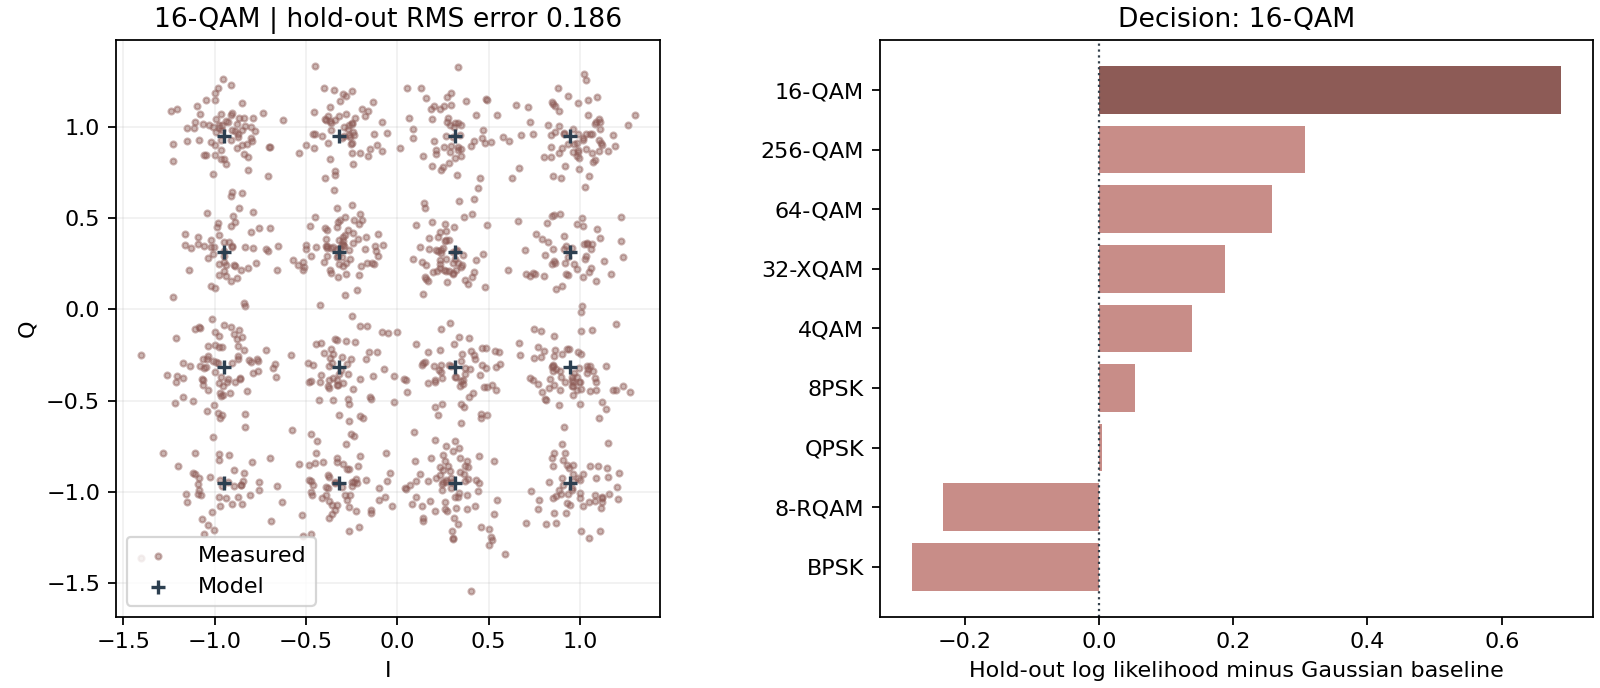 16-QAM | hold-out RMS error 0.186
Q
1.0
0.5
0.0
−0.5
−1.0
−1.5
Measured
Model
−1.5
−1.0
−0.5
0.0
0.5
1.0
I
Decision: 16-QAM
16-QAM
256-QAM
64-QAM
32-XQAM
4QAM
8PSK
QPSK
8-RQAM
BPSK
−0.2
0.0
0.2
0.4
0.6
Hold-out log likelihood minus Gaussian baseline